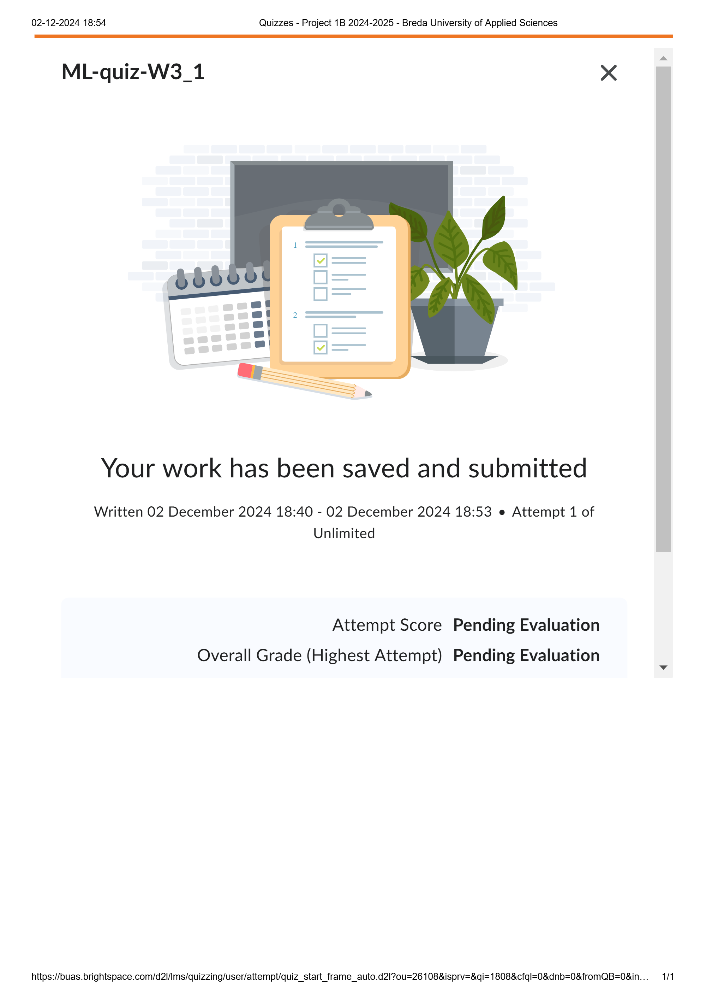 02-12-2024 18:54
Quizzes - Project 1B 2024-2025 - Breda University of Applied Sciences
ML-quiz-W3_1
1
2
Your work has been saved and submitted
Written 02 December 2024 18:40 - 02 December 2024 18:53 • Attempt 1 of
Unlimited
Attempt Score Pending Evaluation
Overall Grade (Highest Attempt) Pending Evaluation
https://buas.brightspace.com/d2l/lms/quizzing/user/attempt/quiz_start_frame_auto.d2l?ou=26108&isprv=&qi=1808&cfql=0&dnb=0&fromQB=0&in… 1/1